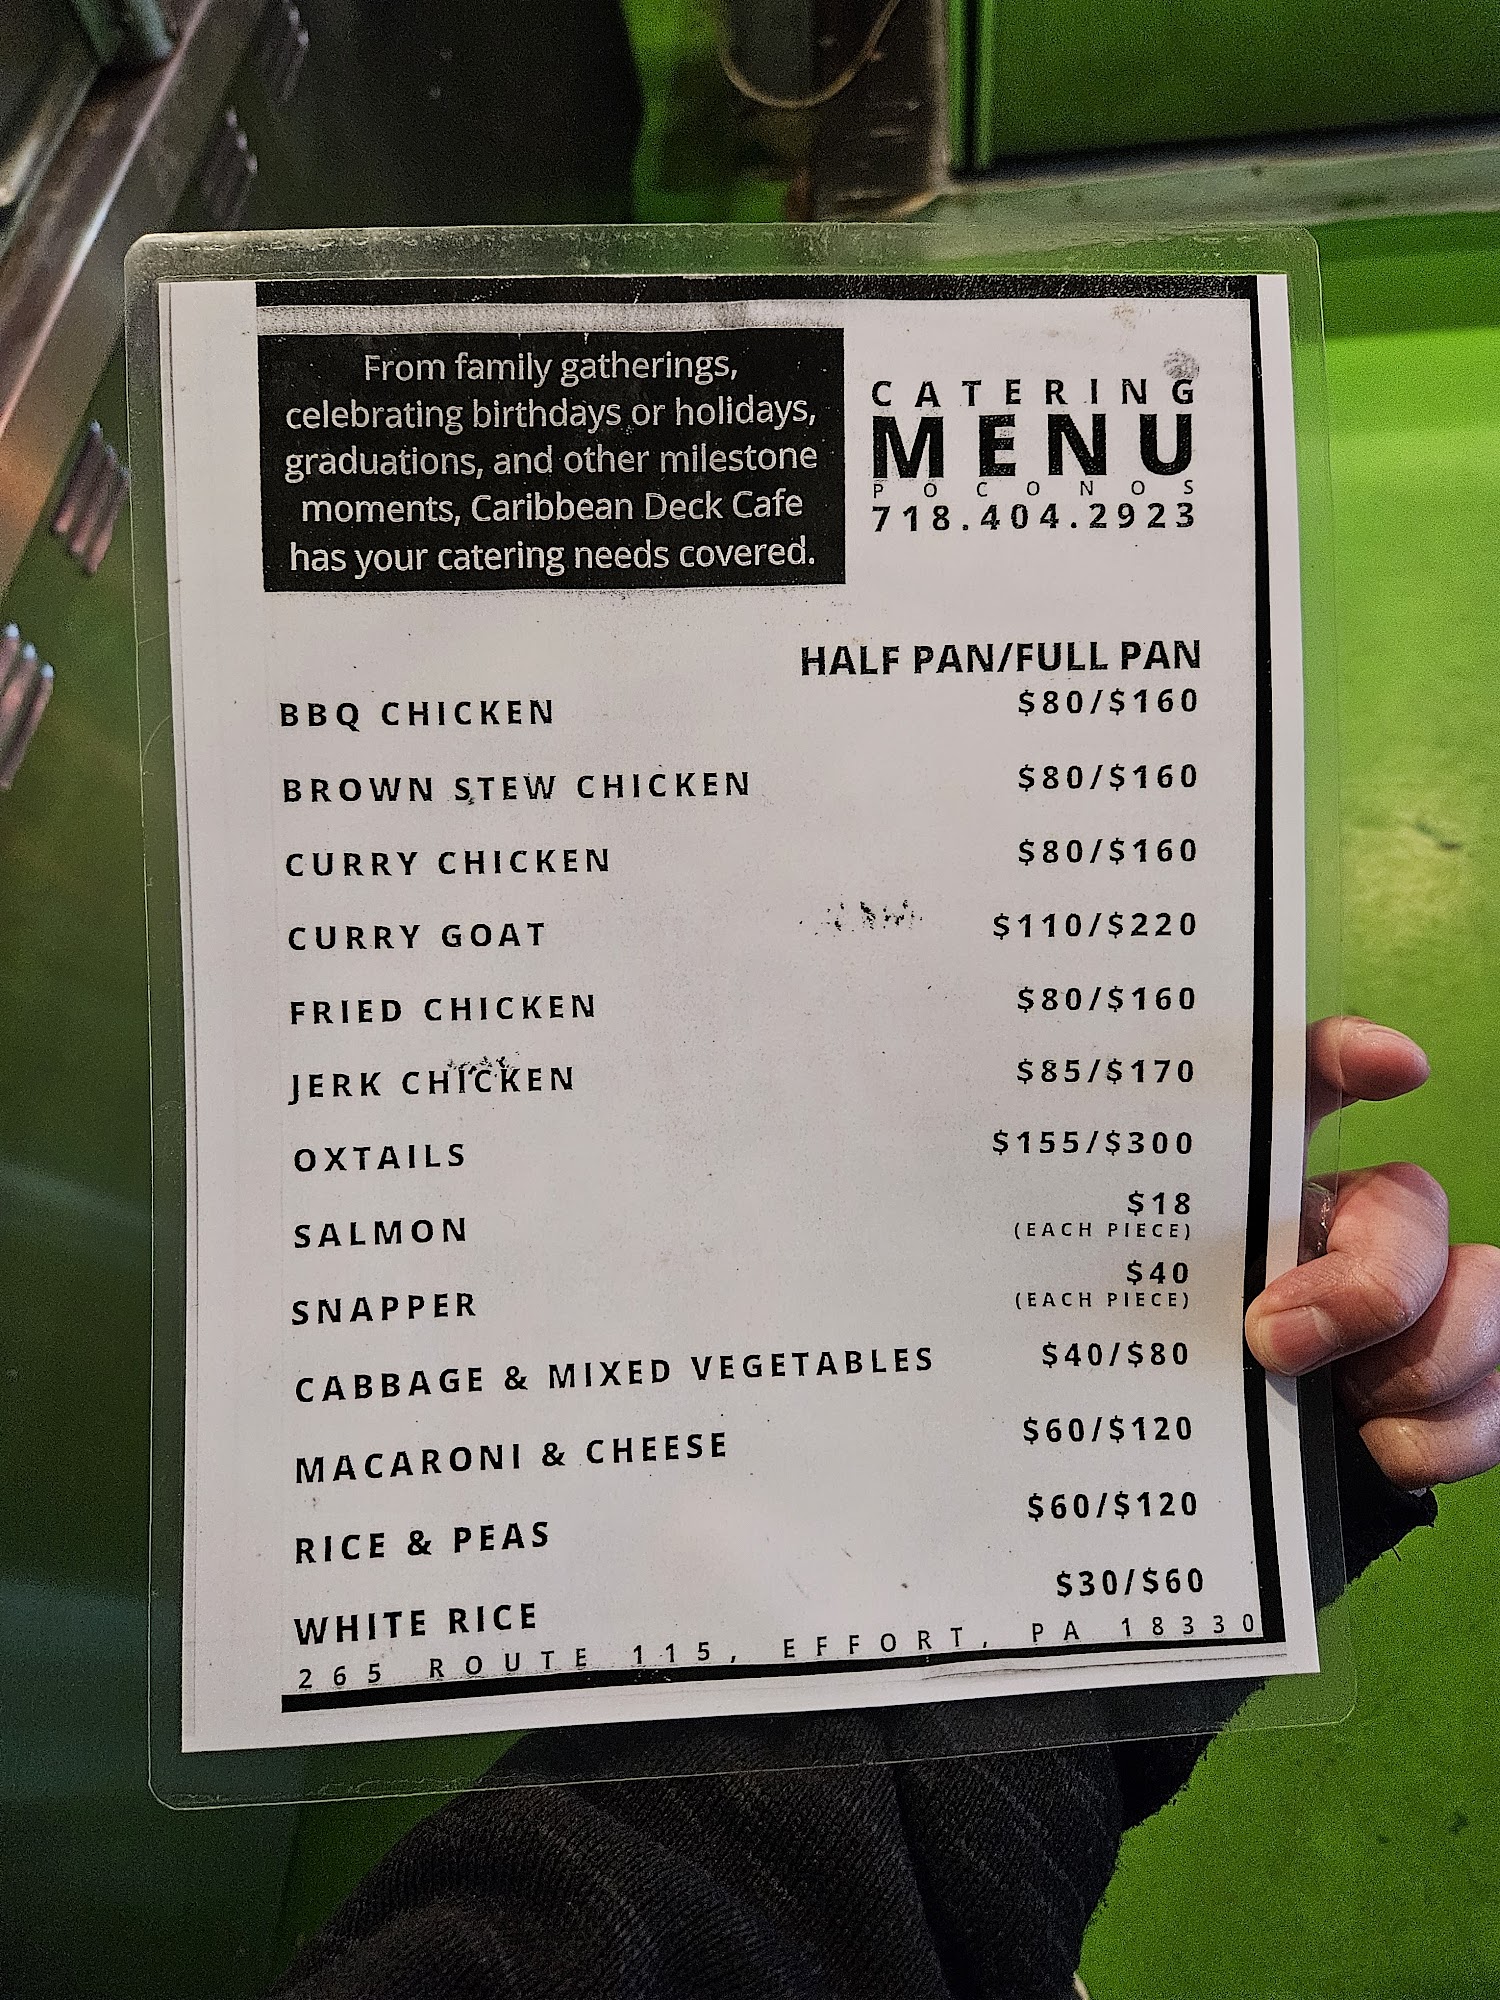 From family gatherings,
celebrating birthdays or holidays,
graduations, and other milestone
moments, Caribbean Deck Cafe
has your catering needs covered.
CATERING
MENU
POCONOS
718.404.2923
HALF PAN/FULL PAN
BBQ CHICKEN $80/$160
BROWN STEW CHICKEN $80/$160
CURRY CHICKEN $80/$160
CURRY GOAT $110/$220
FRIED CHICKEN $80/$160
JERK CHICKEN $85/$170
OXTAILS $155/$300
SALMON $18
(EACH PIECE)
SNAPPER $40
(EACH PIECE)
CABBAGE & MIXED VEGETABLES $40/$80
MACARONI & CHEESE $60/$120
RICE & PEAS $60/$120
WHITE RICE $30/$60
265 ROUTE 115, EFFORT, PA 18330